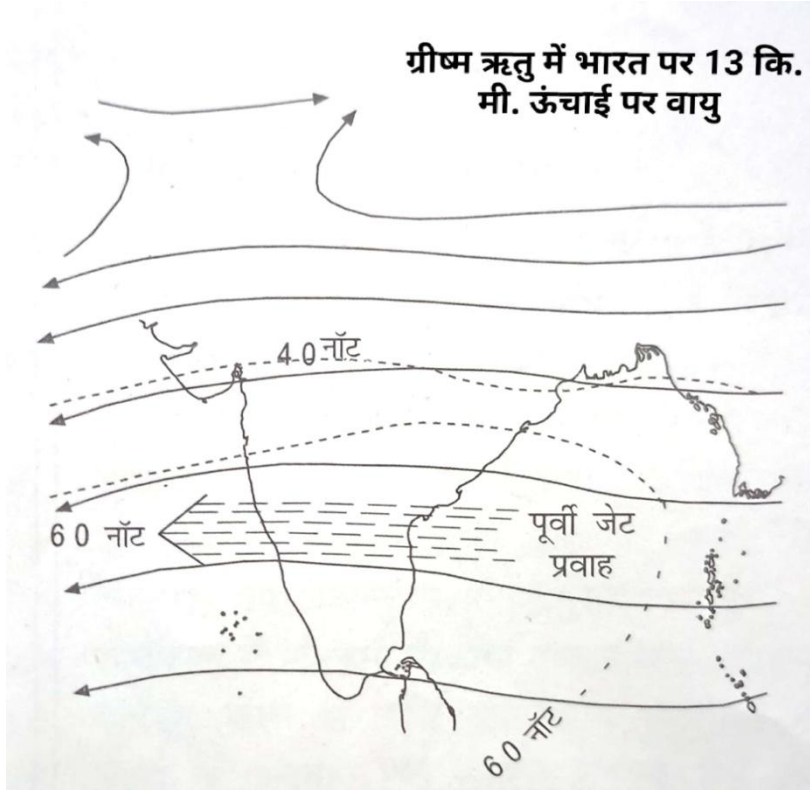 ग्रीष्म ऋतु में भारत पर 13 कि.
मी. ऊंचाई पर वायु
40 नॉट
60 नॉट
पूर्वी जेट
प्रवाह
60 नॉट